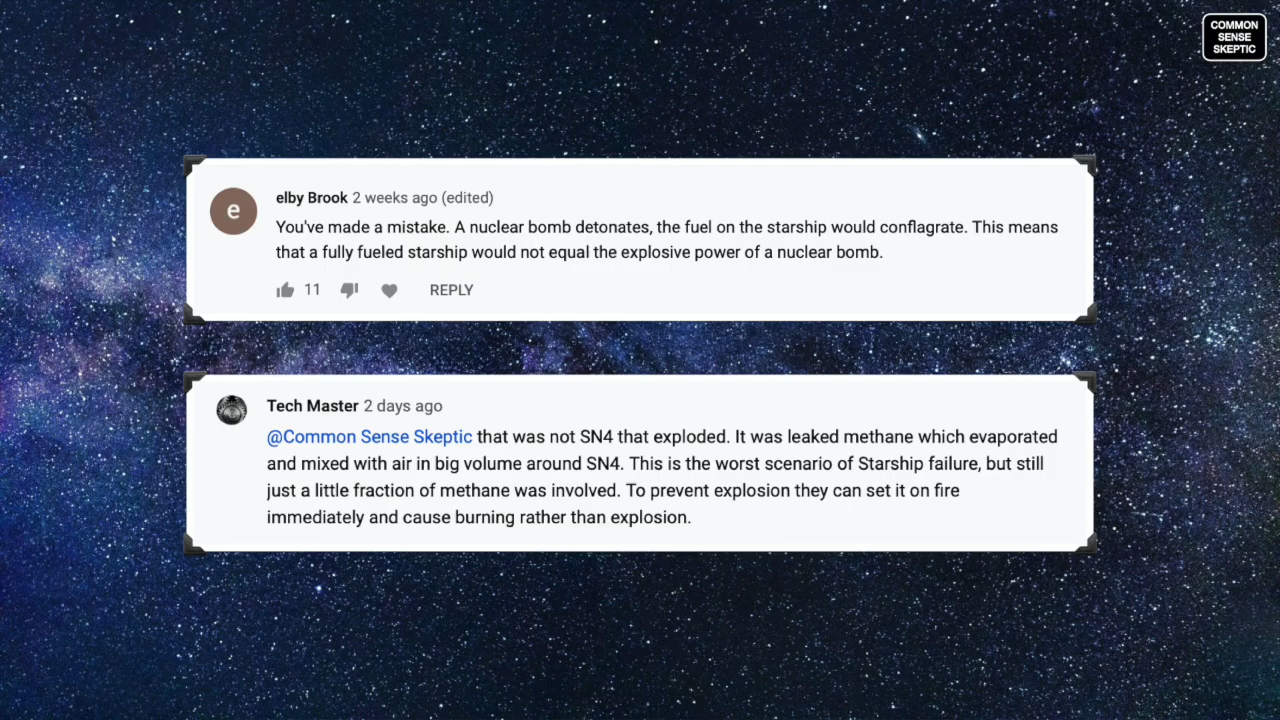 COMMON
SENSE
SKEPTIC
elby Brook 2 weeks ago (edited)
e
You've made a mistake. A nuclear bomb detonates, the fuel on the starship would conflagrate. This means
that a fully fueled starship would not equal the explosive power of a nuclear bomb.
11 REPLY
Tech Master 2 days ago
@Common Sense Skeptic that was not SN4 that exploded. It was leaked methane which evaporated
and mixed with air in big volume around SN4. This is the worst scenario of Starship failure, but still
just a little fraction of methane was involved. To prevent explosion they can set it on fire
immediately and cause burning rather than explosion.